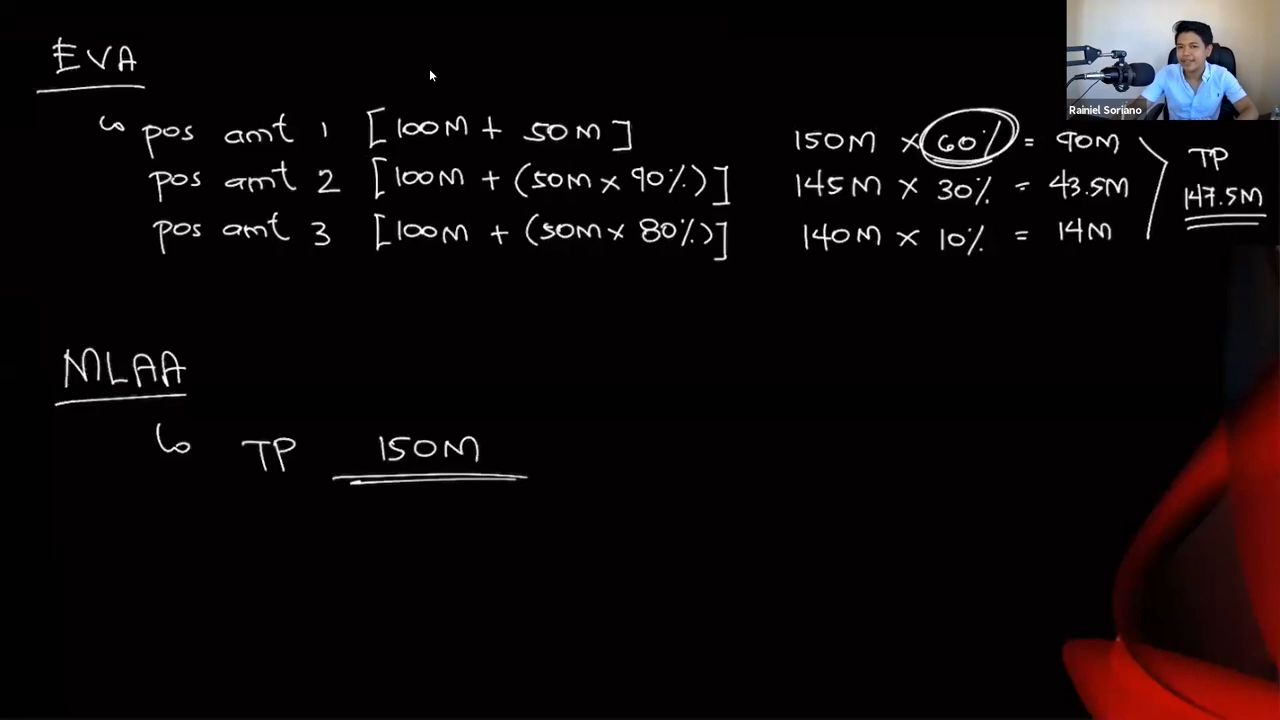 EVA
Rainiel Soriano
↳ pos amt 1 [100M + 50M] 150M × 60% = 90M
pos amt 2 [100M + (50M × 90%)] 145M × 30% = 43.5M
pos amt 3 [100M + (50M × 80%)] 140M × 10% = 14M
TP
147.5M
MLAA
↳ TP 150M